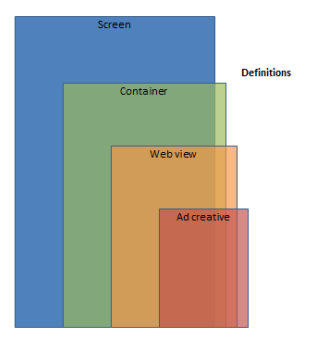 Screen
Definitions
Container
Web view
Ad creative